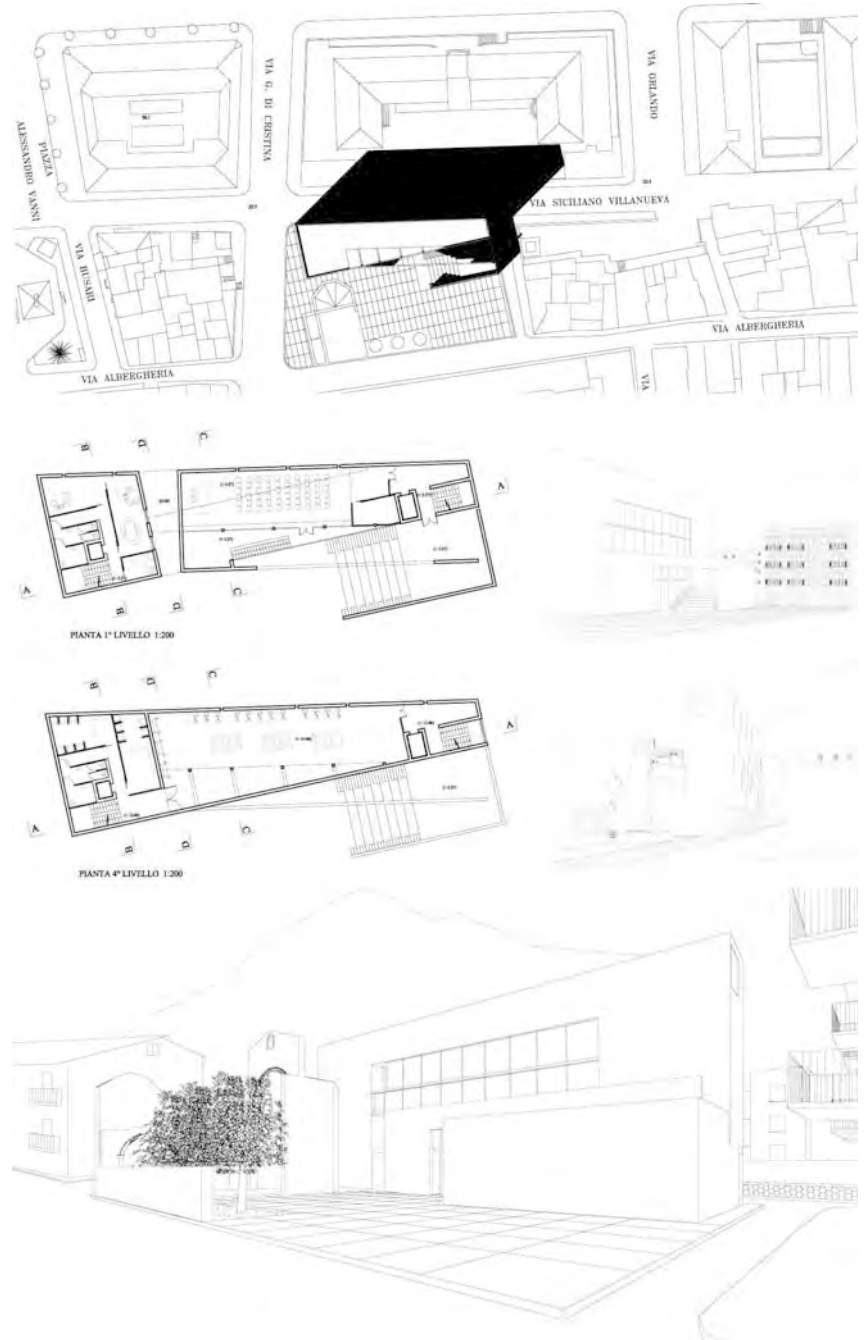 PIAZZA
ALESSANDRO VANNI
VIA G. DI CRISTINA
VIA ORLANDO
VIA SICILIANO VILLANUEVA
VIA BUSARI
VIA ALBERGHERIA
VIA ALBERGHERIA
VIA
B
D
C
A
A
B
D
C
PIANTA 1° LIVELLO 1:200
B
D
C
A
A
B
D
C
PIANTA 4° LIVELLO 1:200